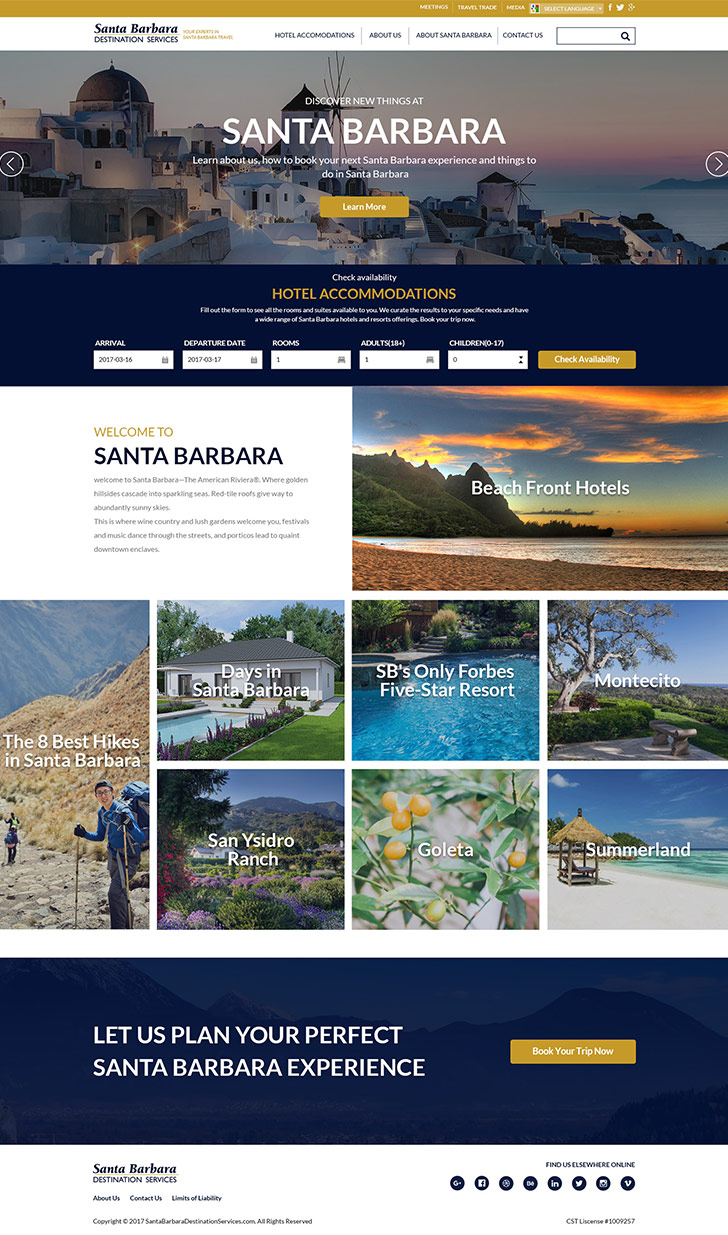 MEETINGS
TRAVEL TRADE
MEDIA
SELECT LANGUAGE
Santa Barbara
DESTINATION SERVICES
YOUR EXPERTS IN
SANTA BARBARA TRAVEL
HOTEL ACCOMODATIONS
ABOUT US
ABOUT SANTA BARBARA
CONTACT US
DISCOVER NEW THINGS AT
SANTA BARBARA
Learn about us, how to book your next Santa Barbara experience and things to
do in Santa Barbara
Learn More
Check availability
HOTEL ACCOMMODATIONS
Fill out the form to see all the rooms and suites available to you. We curate the results to your specific needs and have
a wide range of Santa Barbara hotels and resorts offerings. Book your trip now.
ARRIVAL
DEPARTURE DATE
ROOMS
ADULTS(18+)
CHILDREN(0-17)
2017-03-16
2017-03-17
1
1
0
Check Availability
WELCOME TO
SANTA BARBARA
welcome to Santa Barbara—The American Riviera®. Where golden
hillsides cascade into sparkling seas. Red-tile roofs give way to
abundantly sunny skies.
This is where wine country and lush gardens welcome you, festivals
and music dance through the streets, and porticos lead to quaint
downtown enclaves.
Beach Front Hotels
The 8 Best Hikes
in Santa Barbara
Days in
Santa Barbara
SB's Only Forbes
Five-Star Resort
Montecito
San Ysidro
Ranch
Goleta
Summerland
LET US PLAN YOUR PERFECT
SANTA BARBARA EXPERIENCE
Book Your Trip Now
Santa Barbara
DESTINATION SERVICES
FIND US ELSEWHERE ONLINE
About Us
Contact Us
Limits of Liability
Copyright © 2017 SantaBarbaraDestinationServices.com. All Rights Reserved
CST Liscense #1009257